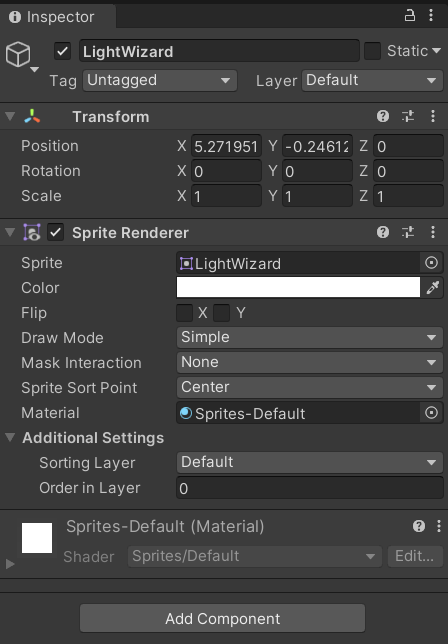 Inspector
LightWizard Static
Tag Untagged Layer Default
Transform
Position X 5.271951 Y -0.24612 Z 0
Rotation X 0 Y 0 Z 0
Scale X 1 Y 1 Z 1
Sprite Renderer
Sprite LightWizard
Color
Flip X Y
Draw Mode Simple
Mask Interaction None
Sprite Sort Point Center
Material Sprites-Default
Additional Settings
Sorting Layer Default
Order in Layer 0
Sprites-Default (Material)
Shader Sprites/Default Edit...
Add Component